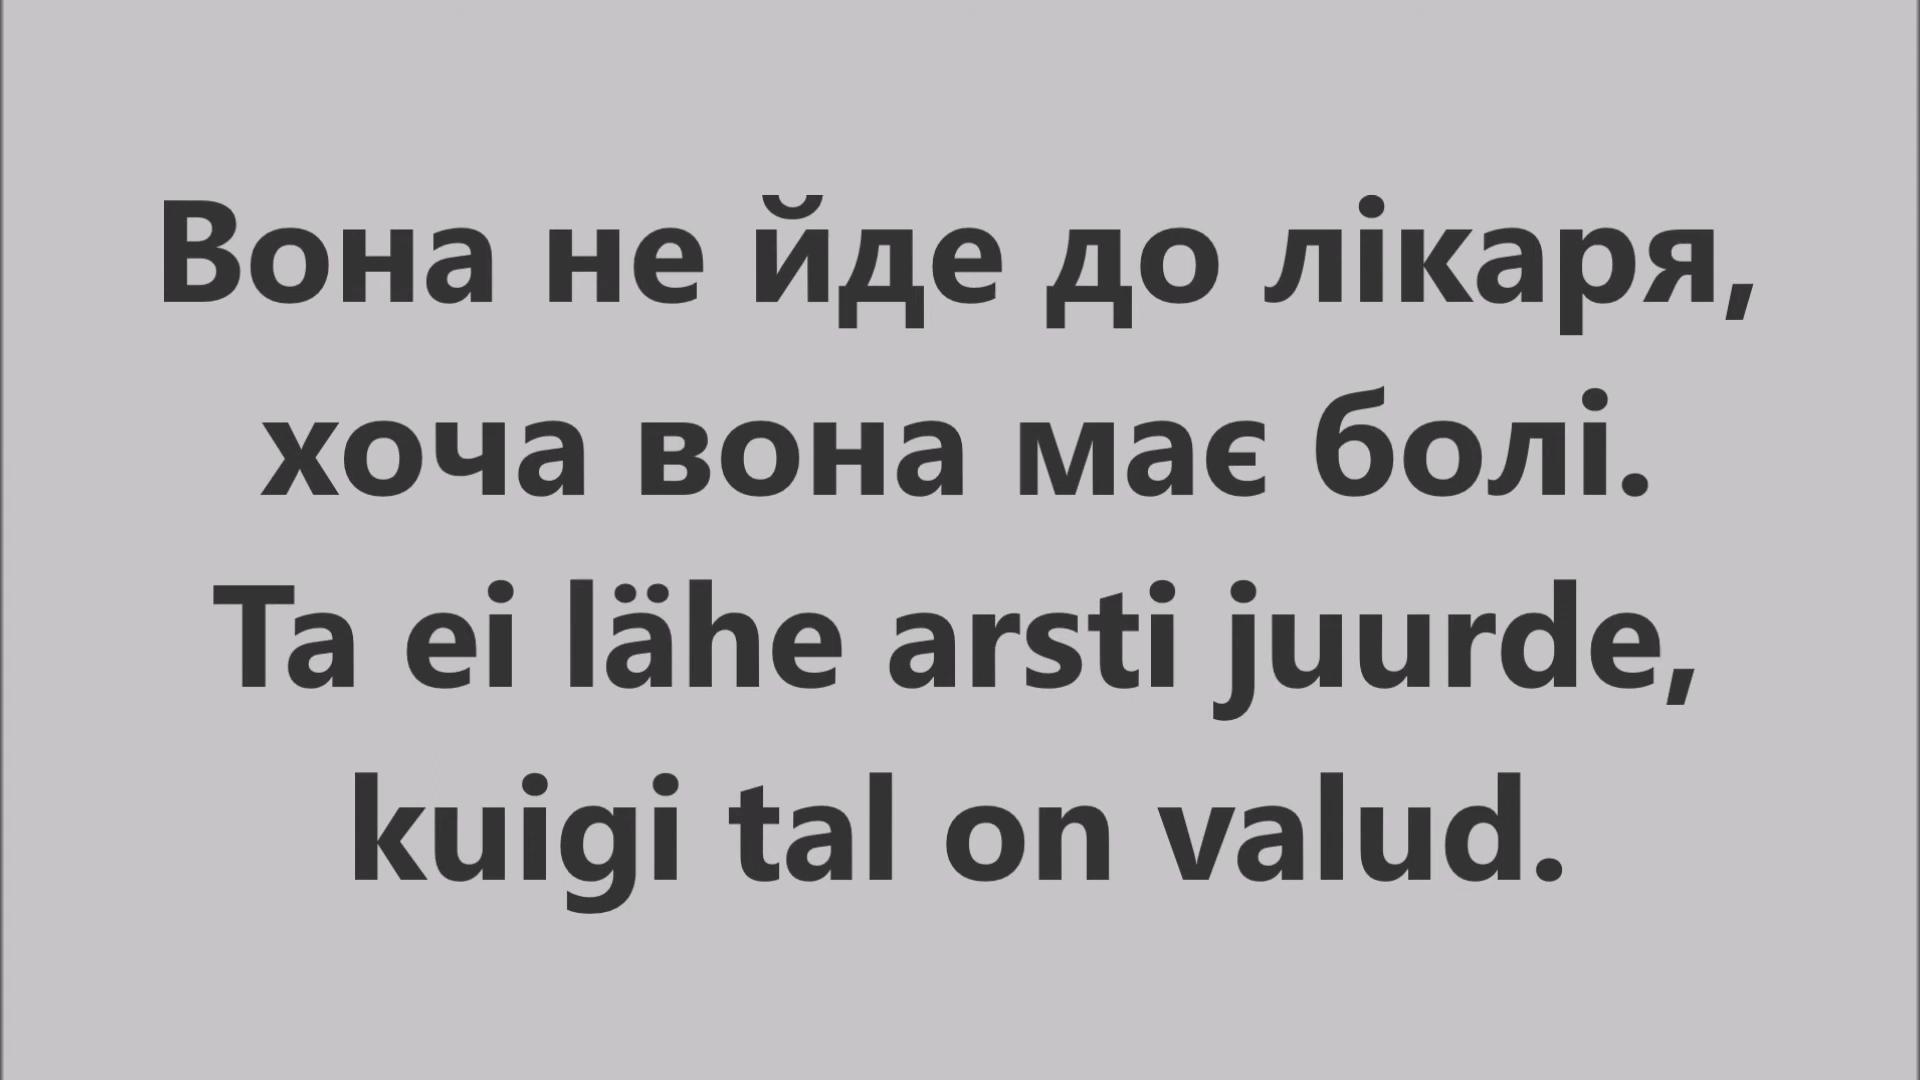 Вона не йде до лікаря,
хоча вона має болі.
Ta ei lähe arsti juurde,
kuigi tal on valud.